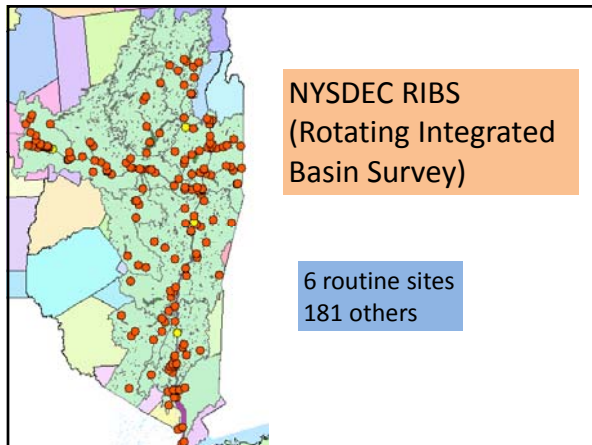 NYSDEC RIBS
(Rotating Integrated
Basin Survey)
6 routine sites
181 others